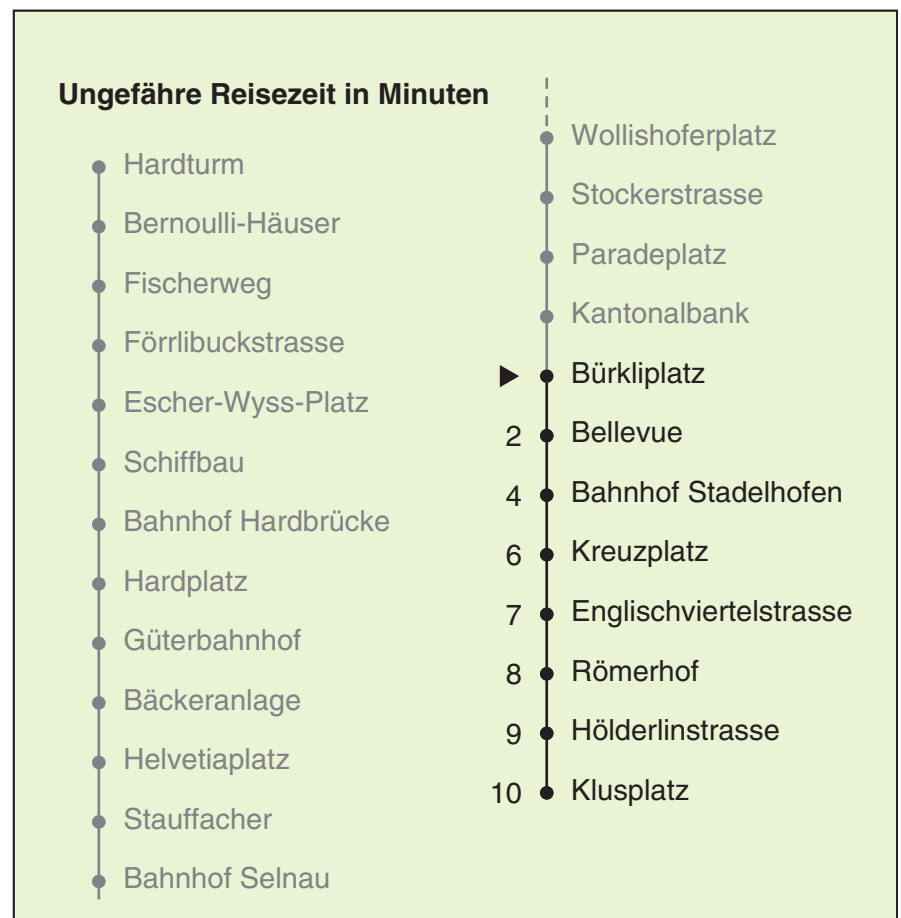 Ungefähre Reisezeit in Minuten
Hardturm
Bernoulli-Häuser
Fischerweg
Förrlibuckstrasse
Escher-Wyss-Platz
Schiffbau
Bahnhof Hardbrücke
Hardplatz
Güterbahnhof
Bäckeranlage
Helvetiaplatz
Stauffacher
Bahnhof Selnau
Wollishoferplatz
Stockerstrasse
Paradeplatz
Kantonalbank
Bürkliplatz
2 Bellevue
4 Bahnhof Stadelhofen
6 Kreuzplatz
7 Englischviertelstrasse
8 Römerhof
9 Hölderlinstrasse
10 Klusplatz